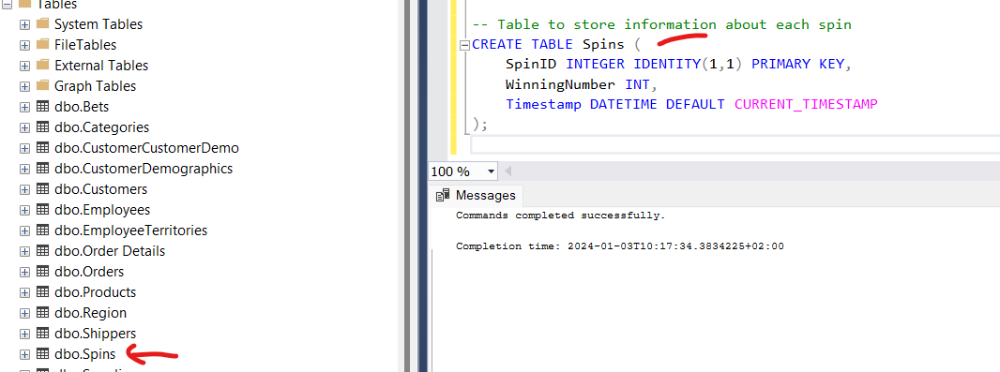 Tables
System Tables
FileTables
External Tables
Graph Tables
dbo.Bets
dbo.Categories
dbo.CustomerCustomerDemo
dbo.CustomerDemographics
dbo.Customers
dbo.Employees
dbo.EmployeeTerritories
dbo.Order Details
dbo.Orders
dbo.Products
dbo.Region
dbo.Shippers
dbo.Spins
-- Table to store information about each spin
CREATE TABLE Spins (
SpinID INTEGER IDENTITY(1,1) PRIMARY KEY,
WinningNumber INT,
Timestamp DATETIME DEFAULT CURRENT_TIMESTAMP
);
100 %
Messages
Commands completed successfully.
Completion time: 2024-01-03T10:17:34.3834225+02:00